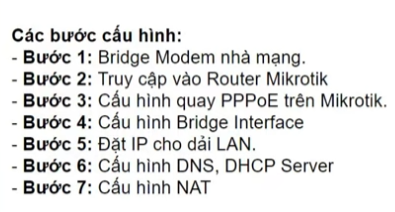 Các bước cấu hình:
- Bước 1: Bridge Modem nhà mạng.
- Bước 2: Truy cập vào Router Mikrotik
- Bước 3: Cấu hình quay PPPoE trên Mikrotik.
- Bước 4: Cấu hình Bridge Interface
- Bước 5: Đặt IP cho dải LAN.
- Bước 6: Cấu hình DNS, DHCP Server
- Bước 7: Cấu hình NAT